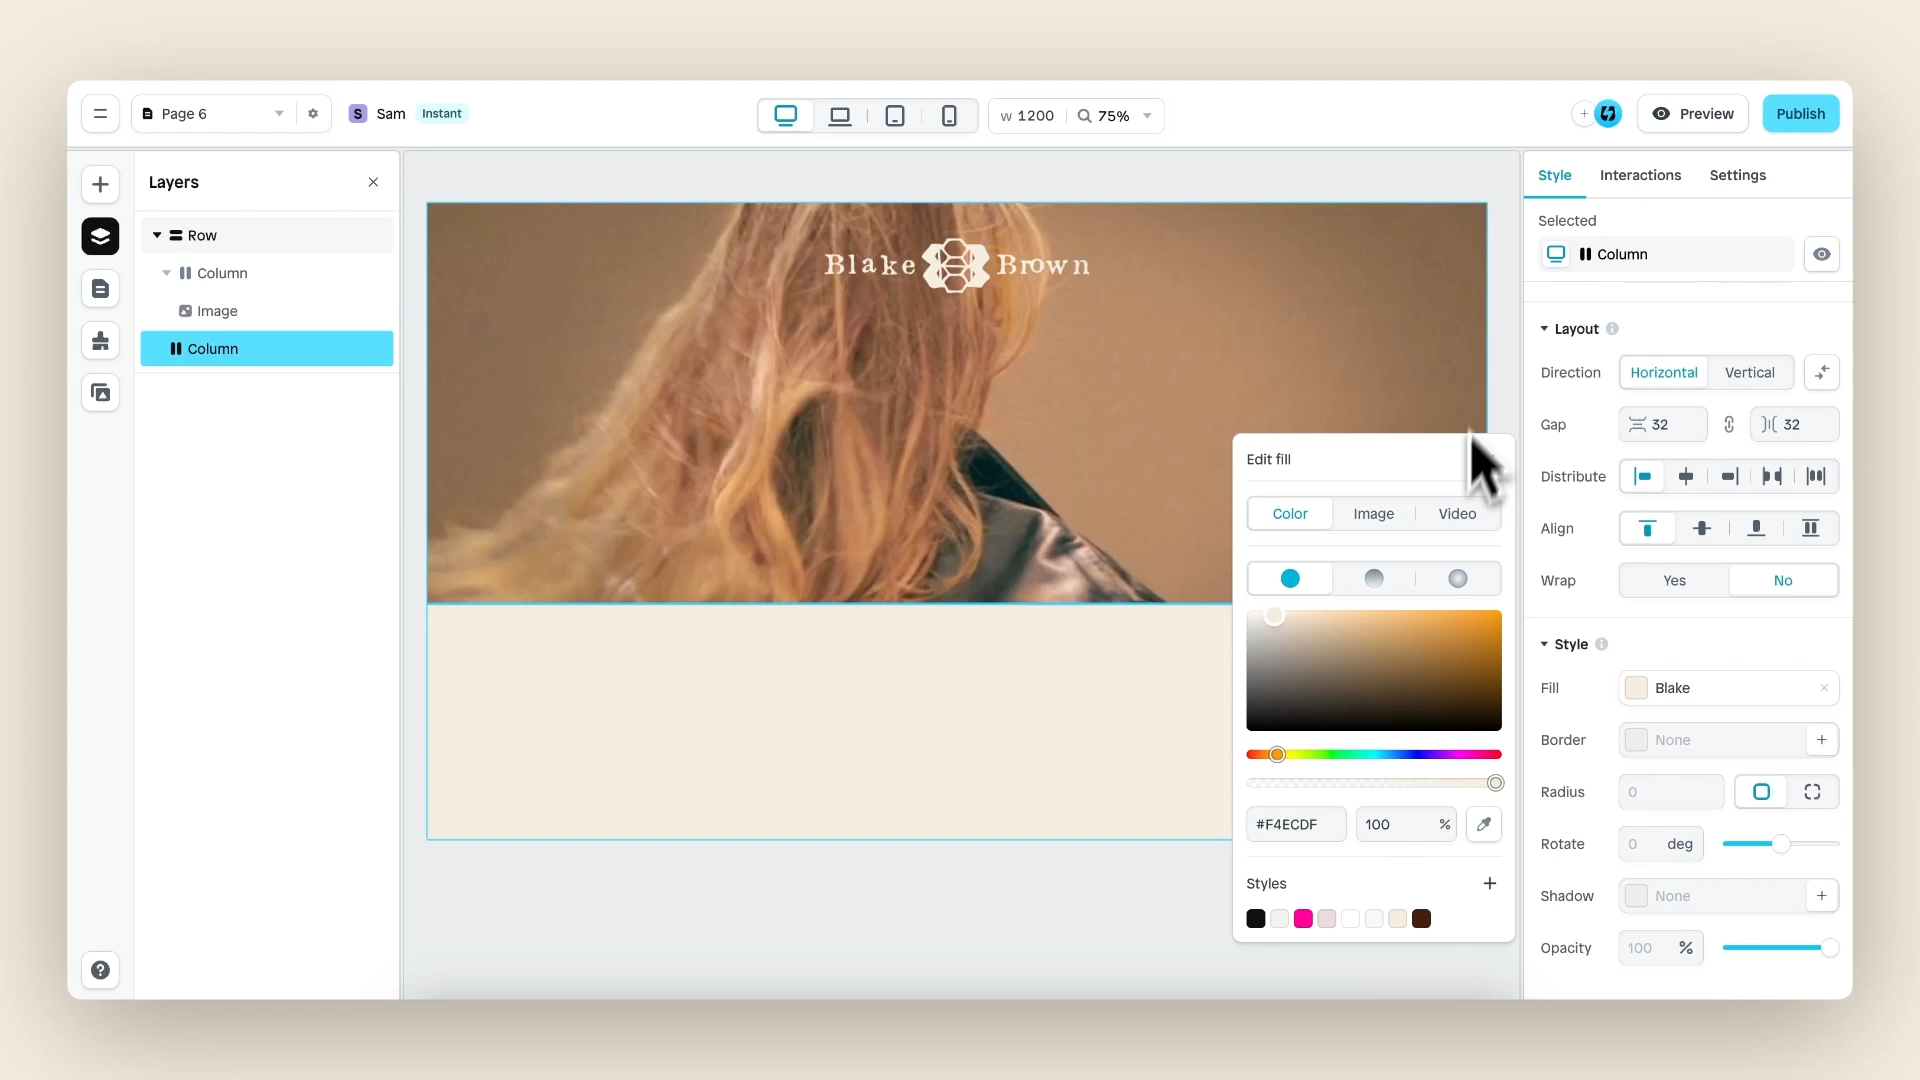 Page 6
S Sam Instant
W 1200
75%
Preview
Publish
Layers
Row
Column
Image
Column
Blake Brown
Edit fill
Color Image Video
#F4ECDF 100 %
Styles
Style Interactions Settings
Selected
Column
Layout
Direction Horizontal Vertical
Gap 32 32
Distribute
Align
Wrap Yes No
Style
Fill Blake
Border None
Radius 0
Rotate 0 deg
Shadow None
Opacity 100 %